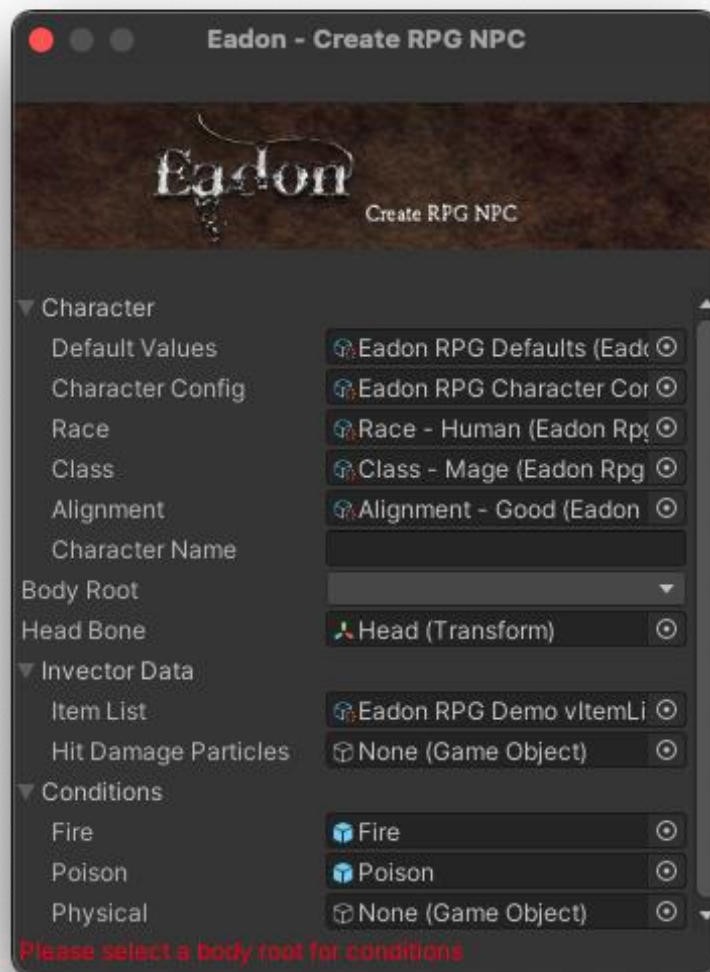 Eadon - Create RPG NPC
Eadon
Create RPG NPC
Character
Default Values Eadon RPG Defaults (Eado
Character Config Eadon RPG Character Cor
Race Race - Human (Eadon Rpg
Class Class - Mage (Eadon Rpg
Alignment Alignment - Good (Eadon
Character Name
Body Root
Head Bone Head (Transform)
Invector Data
Item List Eadon RPG Demo vItemLi
Hit Damage Particles None (Game Object)
Conditions
Fire Fire
Poison Poison
Physical None (Game Object)
Please select a body root for conditions